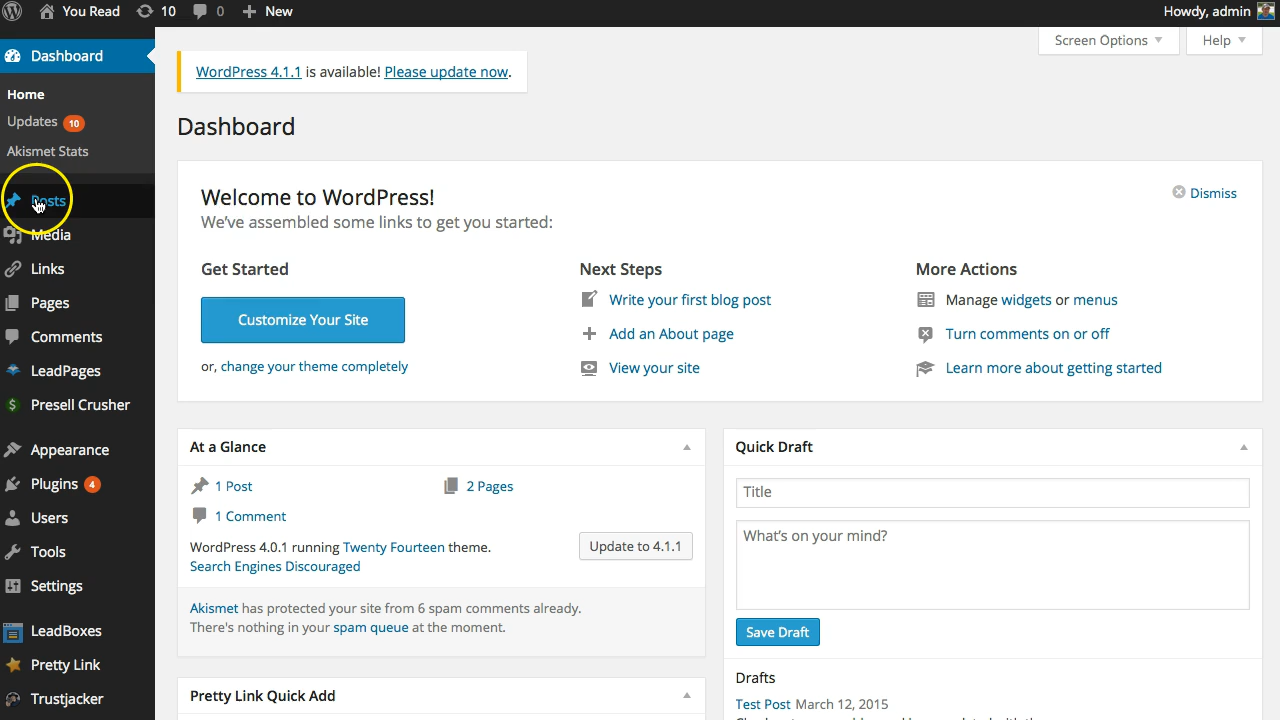 You Read 10 0 New Howdy, admin
Screen Options Help
Dashboard
Home
Updates 10
Akismet Stats
Posts
Media
Links
Pages
Comments
LeadPages
Presell Crusher
Appearance
Plugins 4
Users
Tools
Settings
LeadBoxes
Pretty Link
Trustjacker
WordPress 4.1.1 is available! Please update now.
Dashboard
Welcome to WordPress!
Dismiss
We've assembled some links to get you started:
Get Started
Customize Your Site
or, change your theme completely
Next Steps
Write your first blog post
Add an About page
View your site
More Actions
Manage widgets or menus
Turn comments on or off
Learn more about getting started
At a Glance
1 Post
2 Pages
1 Comment
WordPress 4.0.1 running Twenty Fourteen theme.
Update to 4.1.1
Search Engines Discouraged
Akismet has protected your site from 6 spam comments already.
There's nothing in your spam queue at the moment.
Pretty Link Quick Add
Quick Draft
Title
What's on your mind?
Save Draft
Drafts
Test Post March 12, 2015